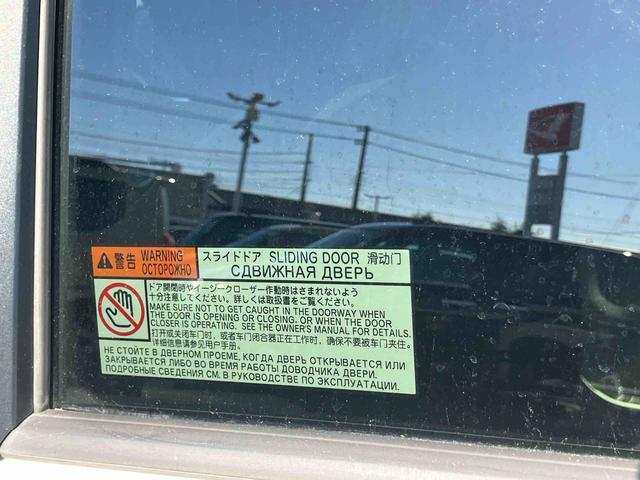 警告 WARNING ОСТОРОЖНО
スライドドア SLIDING DOOR 滑动门
СДВИЖНАЯ ДВЕРЬ
ドア開閉時やイージークローザー作動時はさまれないよう
十分注意してください。詳しくは取扱書をご覧ください。
MAKE SURE NOT TO GET CAUGHT IN THE DOORWAY WHEN
THE DOOR IS OPENING OR CLOSING. OR WHEN THE DOOR
CLOSER IS OPERATING. SEE THE OWNER'S MANUAL FOR DETAILS.
打开或关闭车门时，或者车门闭合器正在工作时，确保不要被车门夹住。
详细信息请参见用户手册。
НЕ СТОЙТЕ В ДВЕРНОМ ПРОЕМЕ, КОГДА ДВЕРЬ ОТКРЫВАЕТСЯ ИЛИ
ЗАКРЫВАЕТСЯ ЛИБО ВО ВРЕМЯ РАБОТЫ ДОВОДЧИКА ДВЕРИ.
ПОДРОБНЫЕ СВЕДЕНИЯ СМ. В РУКОВОДСТВЕ ПО ЭКСПЛУАТАЦИИ.